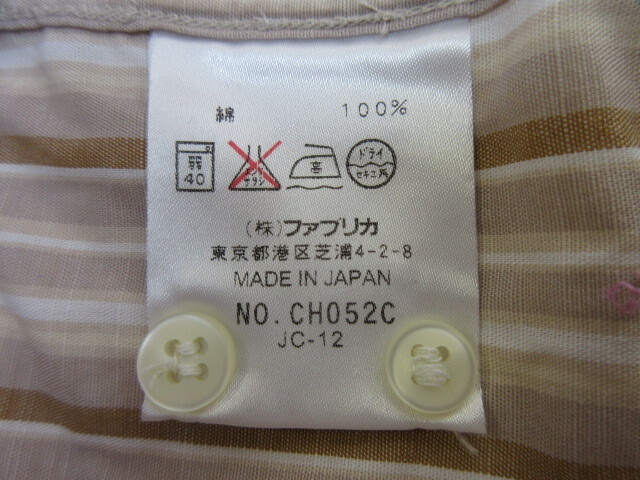 綿 100%
弱 40 エンソ サラシ 高 ドライ セキユ系
(株)ファブリカ
東京都港区芝浦4-2-8
MADE IN JAPAN
NO. CH052C
JC-12